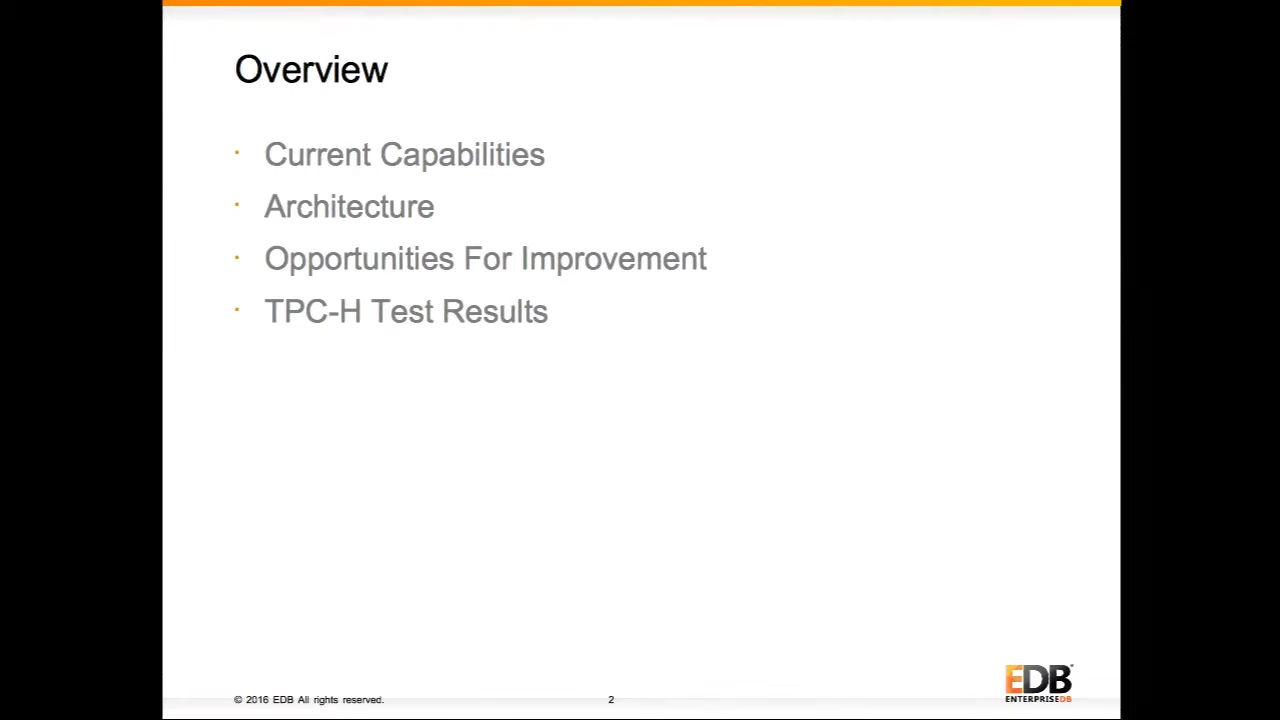 Overview
· Current Capabilities
· Architecture
· Opportunities For Improvement
· TPC-H Test Results
© 2016 EDB All rights reserved.
2
EDB
ENTERPRISEDB